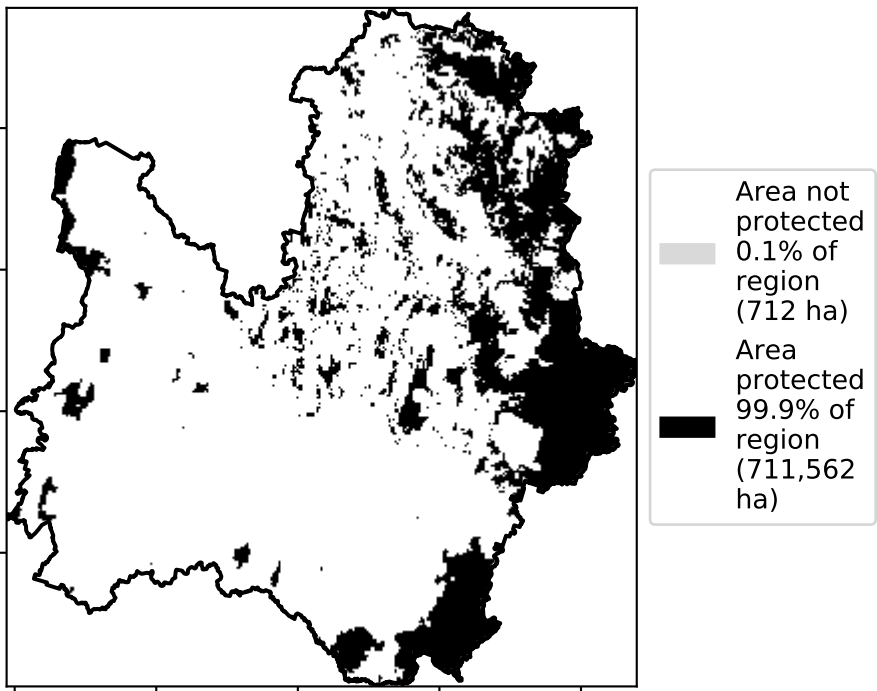 Area not
protected
0.1% of
region
(712 ha)
Area
protected
99.9% of
region
(711,562
ha)